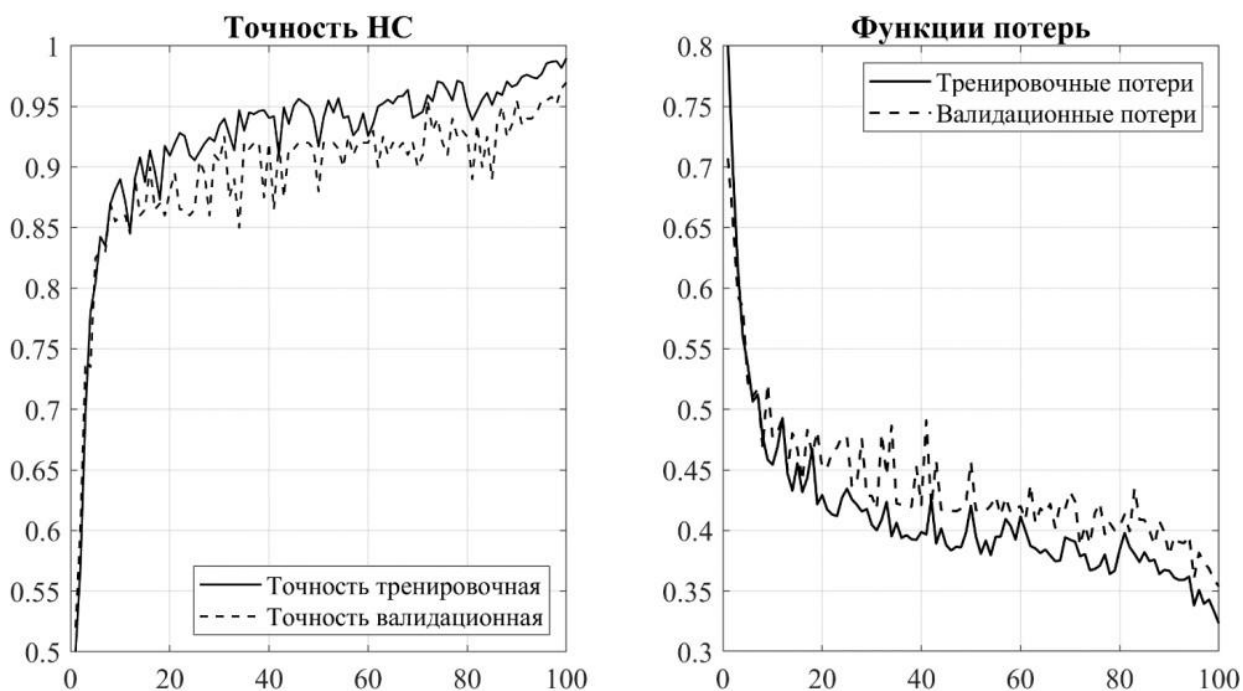 Точность НС
1
0.95
0.9
0.85
0.8
0.75
0.7
0.65
0.6
0.55
0.5
0 20 40 60 80 100
Точность тренировочная
Точность валидационная
Функции потерь
0.8
0.75
0.7
0.65
0.6
0.55
0.5
0.45
0.4
0.35
0.3
0 20 40 60 80 100
Тренировочные потери
Валидационные потери